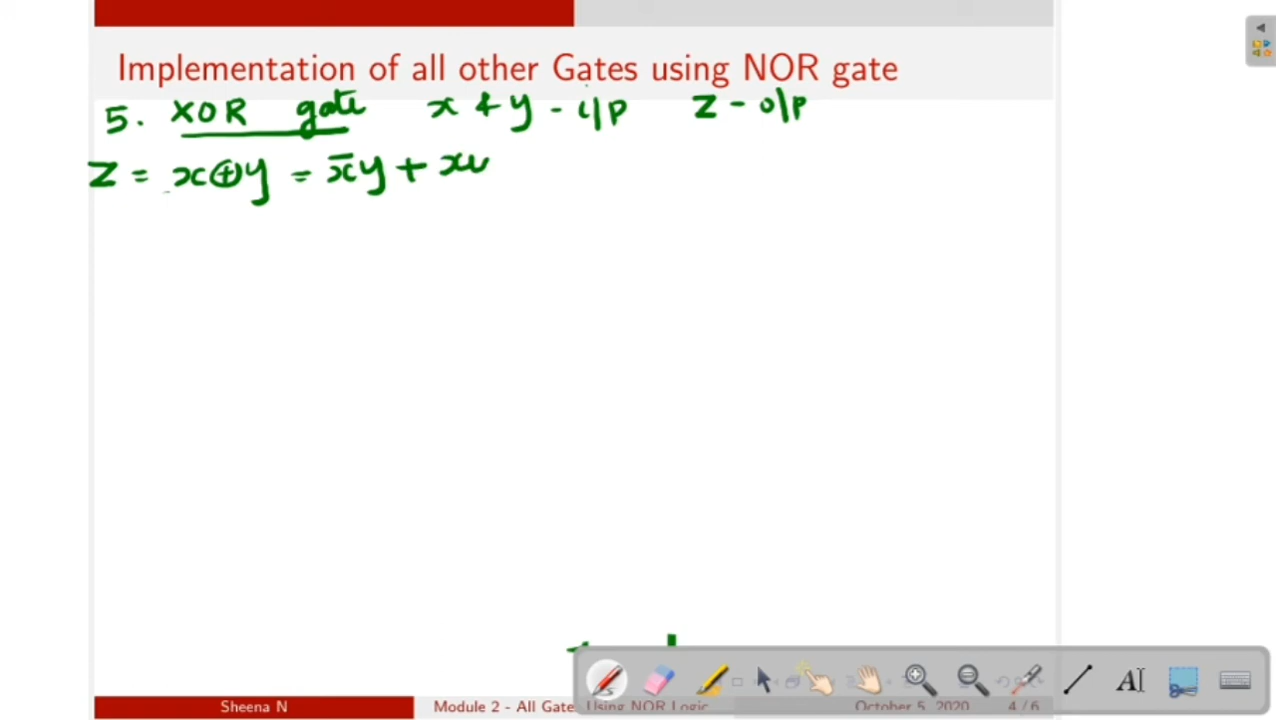 Implementation of all other Gates using NOR gate
5. XOR gate x & y - i/p z - o/p
z = x⊕y = x̄y + x
Sheena N Module 2 - All Gate Using NOR Logic October 5, 2020 4 / 6
AI